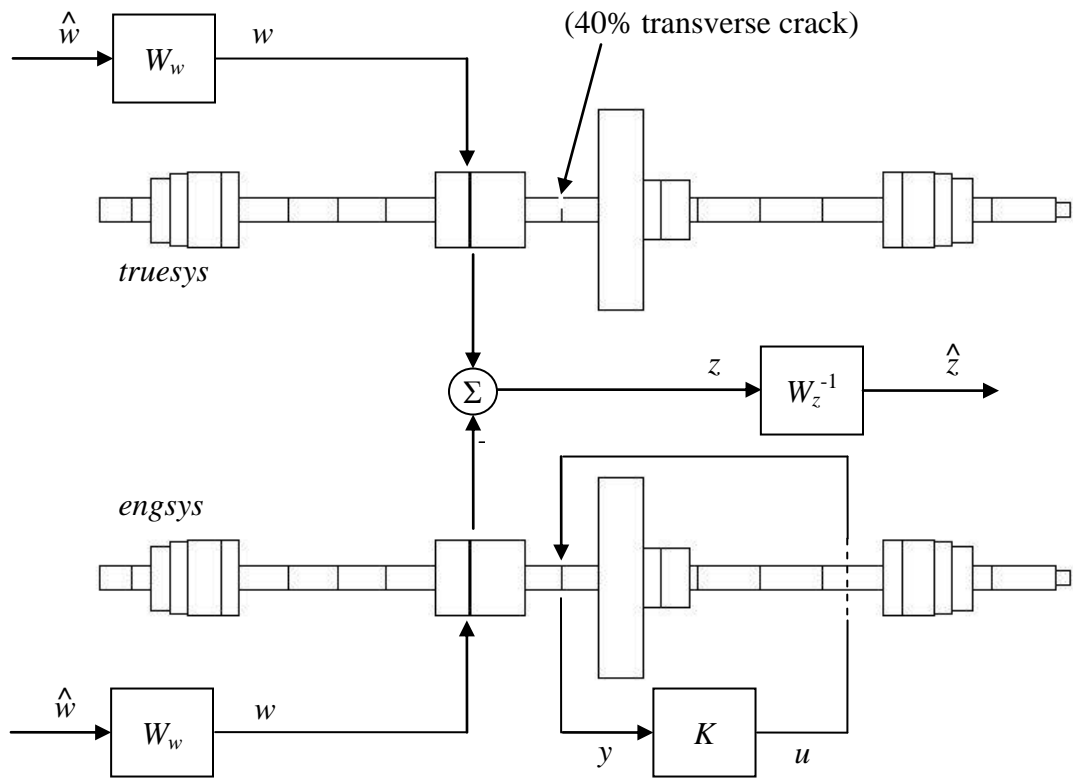 ŵ
W_w
w
(40% transverse crack)
truesys
Σ
z
W_z^-1
ẑ
-
engsys
ŵ
W_w
w
y
K
u